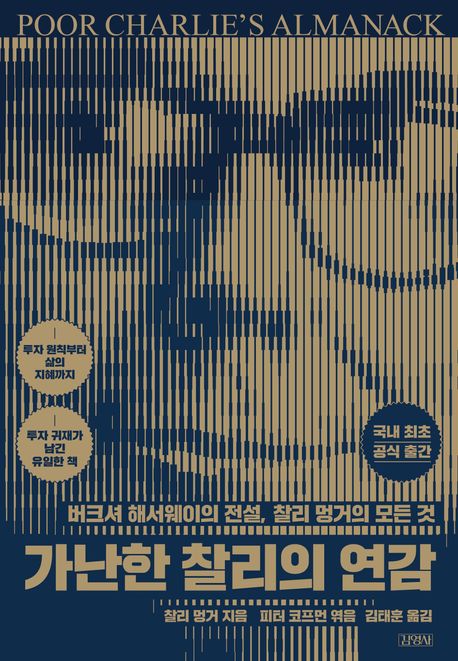 POOR CHARLIE'S ALMANACK
투자 원칙부터
삶의
지혜까지
투자 귀재가
남긴
유일한 책
국내 최초
공식 출간
버크셔 해서웨이의 전설, 찰리 멍거의 모든 것
가난한 찰리의 연감
찰리 멍거 지음 피터 코프먼 엮음 김태훈 옮김
김영사